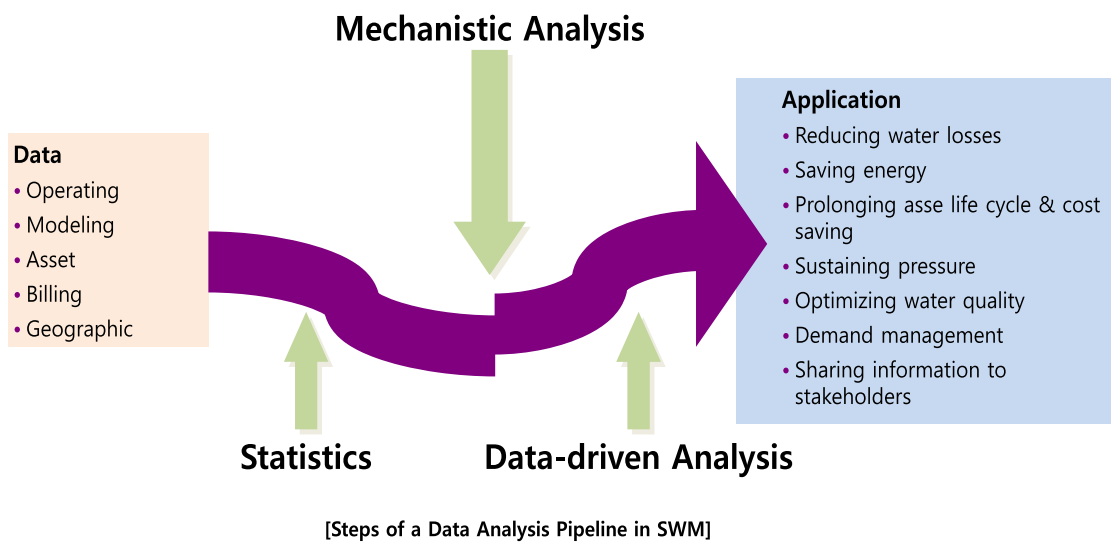 Mechanistic Analysis
Data
• Operating
• Modeling
• Asset
• Billing
• Geographic
Application
• Reducing water losses
• Saving energy
• Prolonging asse life cycle & cost
saving
• Sustaining pressure
• Optimizing water quality
• Demand management
• Sharing information to
stakeholders
Statistics
Data-driven Analysis
[Steps of a Data Analysis Pipeline in SWM]